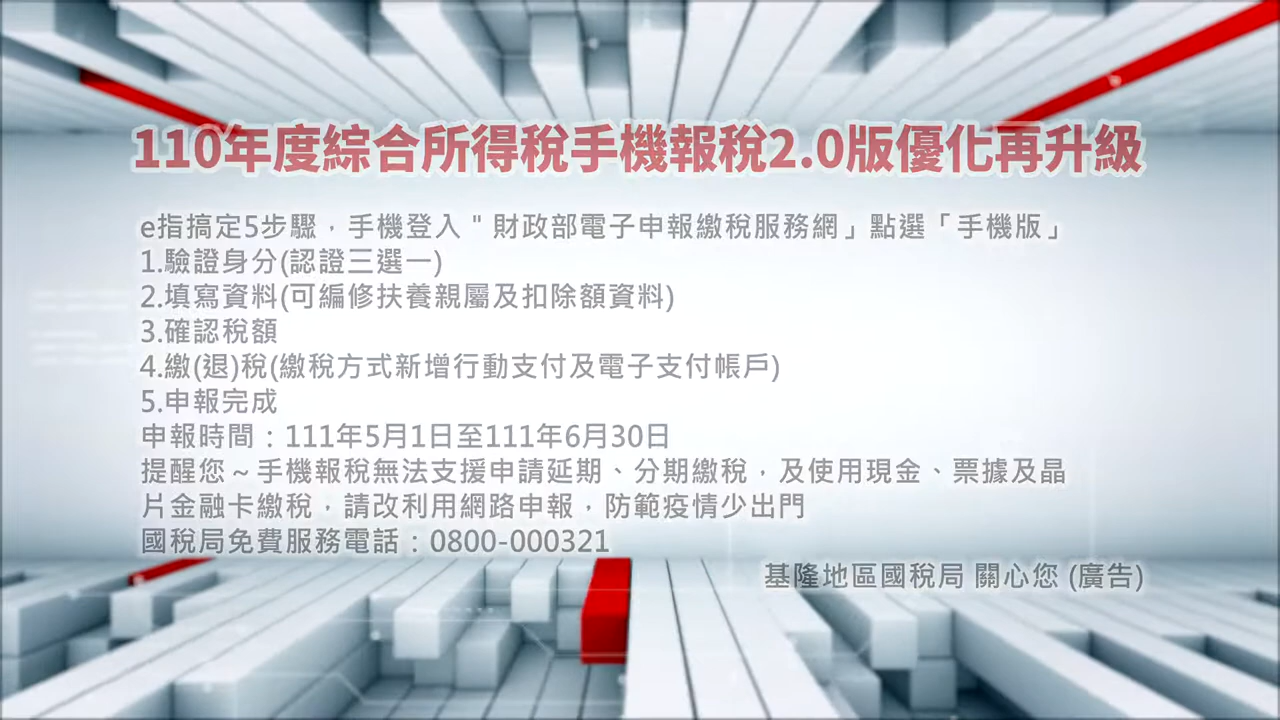 110年度綜合所得稅手機報稅2.0版優化再升級
e指搞定5步驟，手機登入＂財政部電子申報繳稅服務網」點選「手機版」
1.驗證身分(認證三選一)
2.填寫資料(可編修扶養親屬及扣除額資料)
3.確認稅額
4.繳(退)稅(繳稅方式新增行動支付及電子支付帳戶)
5.申報完成
申報時間：111年5月1日至111年6月30日
提醒您～手機報稅無法支援申請延期、分期繳稅，及使用現金、票據及晶
片金融卡繳稅，請改利用網路申報，防範疫情少出門
國稅局免費服務電話：0800-000321
基隆地區國稅局 關心您 (廣告)